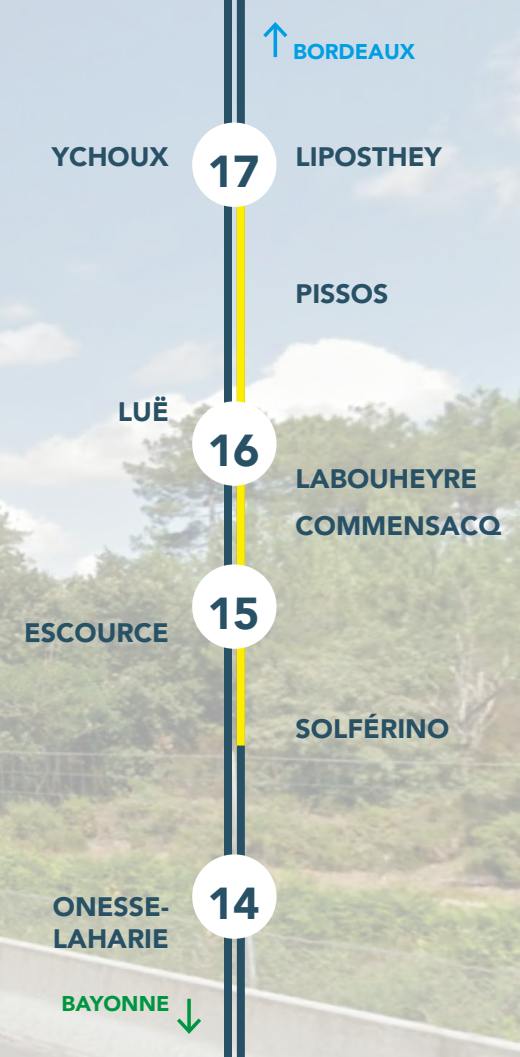 ↑ BORDEAUX
YCHOUX 17 LIPOSTHEY
PISSOS
LUË
16
LABOUHEYRE
COMMENSACQ
15
ESCOURCE
SOLFÉRINO
14
ONESSE-
LAHARIE
BAYONNE ↓